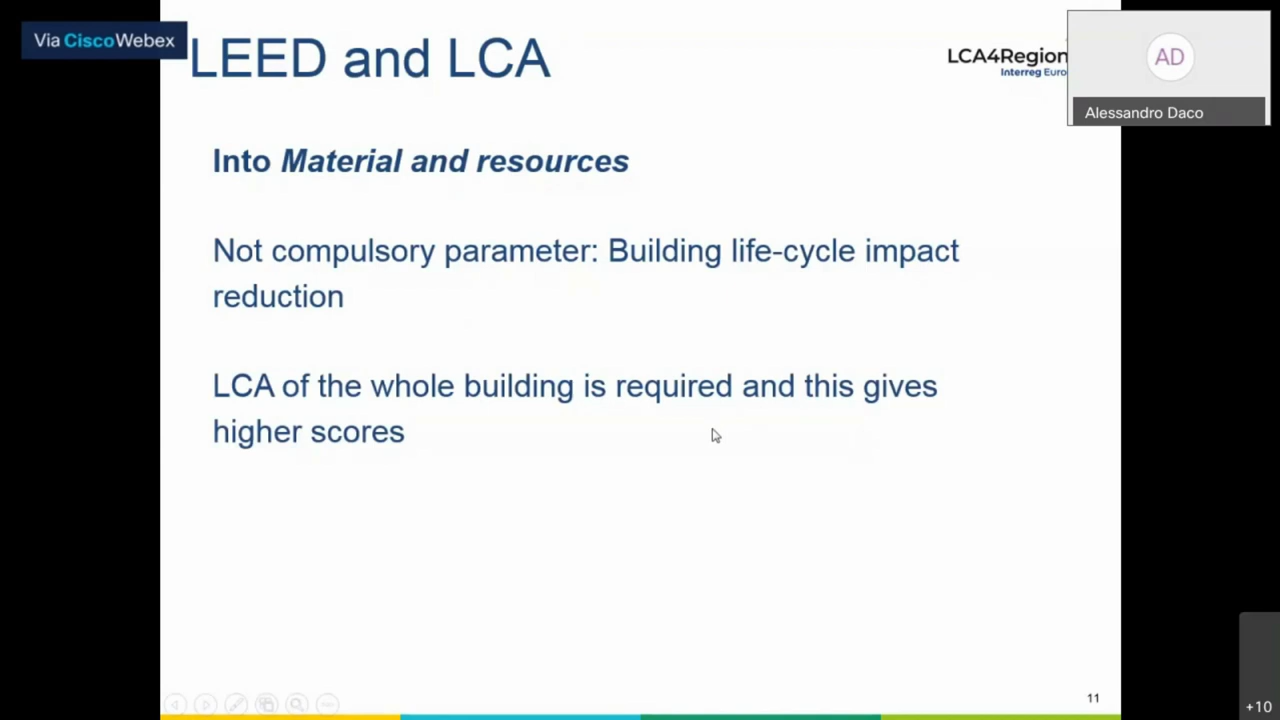 Via CiscoWebex
LEED and LCA
LCA4Region
Interreg Euro
AD
Alessandro Daco
Into Material and resources
Not compulsory parameter: Building life-cycle impact
reduction
LCA of the whole building is required and this gives
higher scores
11
+10